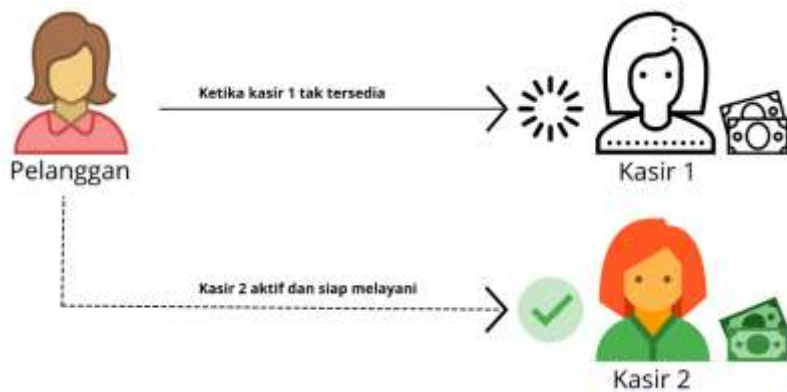 Ketika kasir 1 tak tersedia
Pelanggan
Kasir 1
Kasir 2 aktif dan siap melayani
Kasir 2